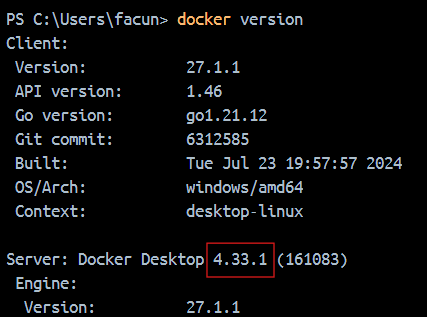 PS C:\Users\facun> docker version
Client:
 Version:           27.1.1
 API version:       1.46
 Go version:        go1.21.12
 Git commit:        6312585
 Built:             Tue Jul 23 19:57:57 2024
 OS/Arch:           windows/amd64
 Context:           desktop-linux
Server: Docker Desktop 4.33.1 (161083)
 Engine:
  Version:          27.1.1